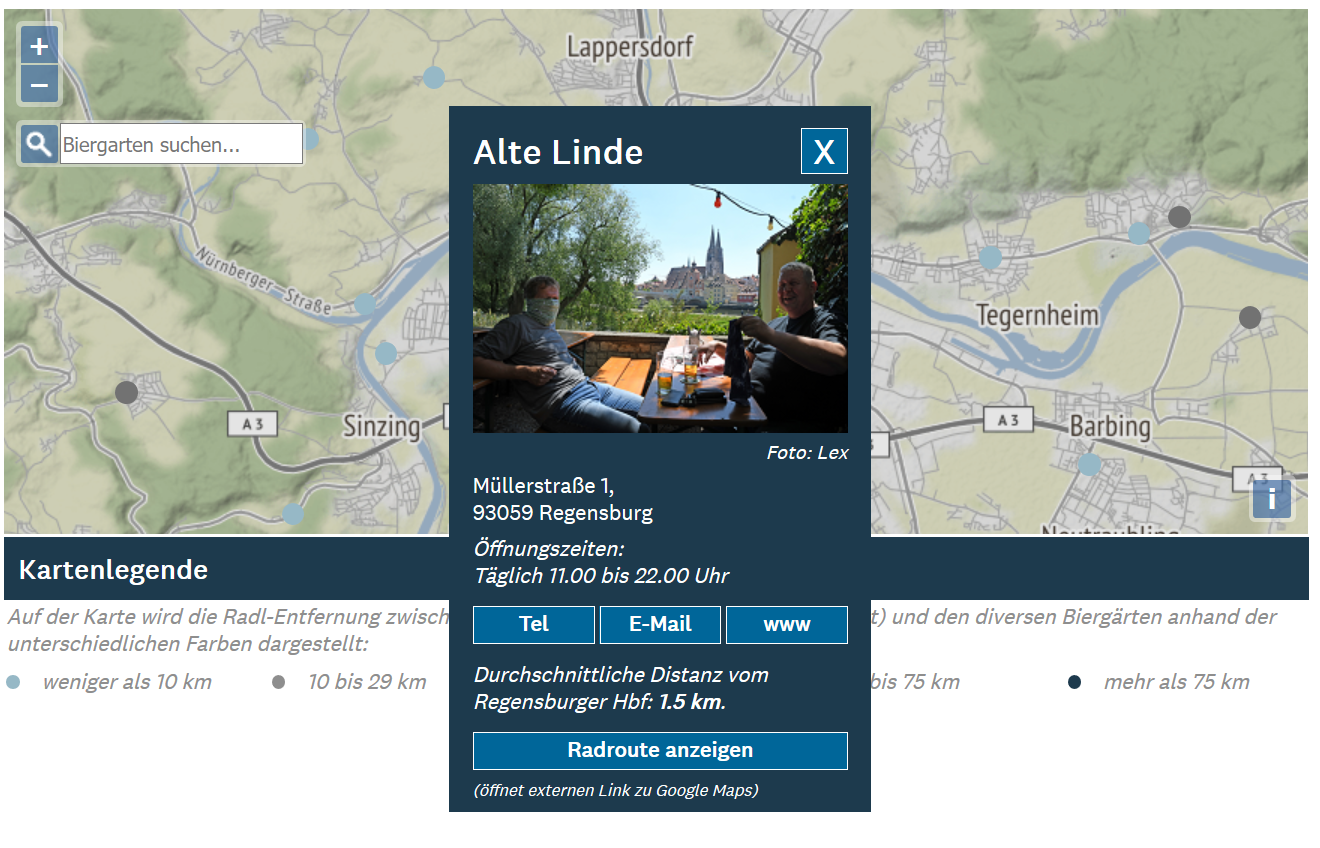 +
−
Biergarten suchen...
Lappersdorf
Nürnberger-Straße
Tegernheim
A 3
Sinzing
A 3
Barbing
A 3
i
Alte Linde
X
Foto: Lex
Müllerstraße 1,
93059 Regensburg
Öffnungszeiten:
Täglich 11.00 bis 22.00 Uhr
Tel
E-Mail
www
Durchschnittliche Distanz vom
Regensburger Hbf: 1.5 km.
Radroute anzeigen
(öffnet externen Link zu Google Maps)
Kartenlegende
Auf der Karte wird die Radl-Entfernung zwisch t) und den diversen Biergärten anhand der
unterschiedlichen Farben dargestellt:
weniger als 10 km
10 bis 29 km
bis 75 km
mehr als 75 km